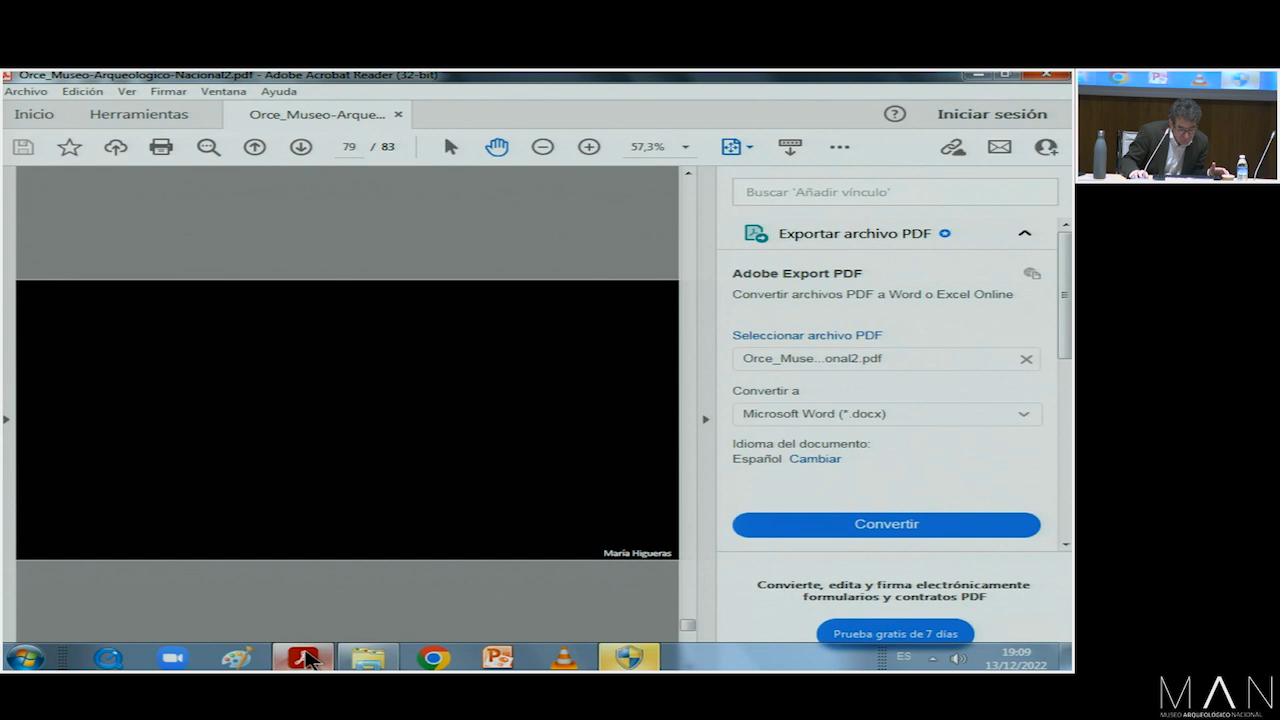 Orce_Museo-Arqueologico-Nacional2.pdf - Adobe Acrobat Reader (32-bit)
Archivo Edición Ver Firmar Ventana Ayuda
Inicio Herramientas Orce_Museo-Arque... × Iniciar sesión
79 / 83 57,3%
Buscar 'Añadir vínculo'
Exportar archivo PDF
Adobe Export PDF
Convertir archivos PDF a Word o Excel Online
Seleccionar archivo PDF
Orce_Muse...onal2.pdf
Convertir a
Microsoft Word (*.docx)
Idioma del documento:
Español Cambiar
Convertir
María Higueras
Convierte, edita y firma electrónicamente
formularios y contratos PDF
Prueba gratis de 7 días
ES
19:09
13/12/2022
MAN
MUSEO ARQUEOLÓGICO NACIONAL